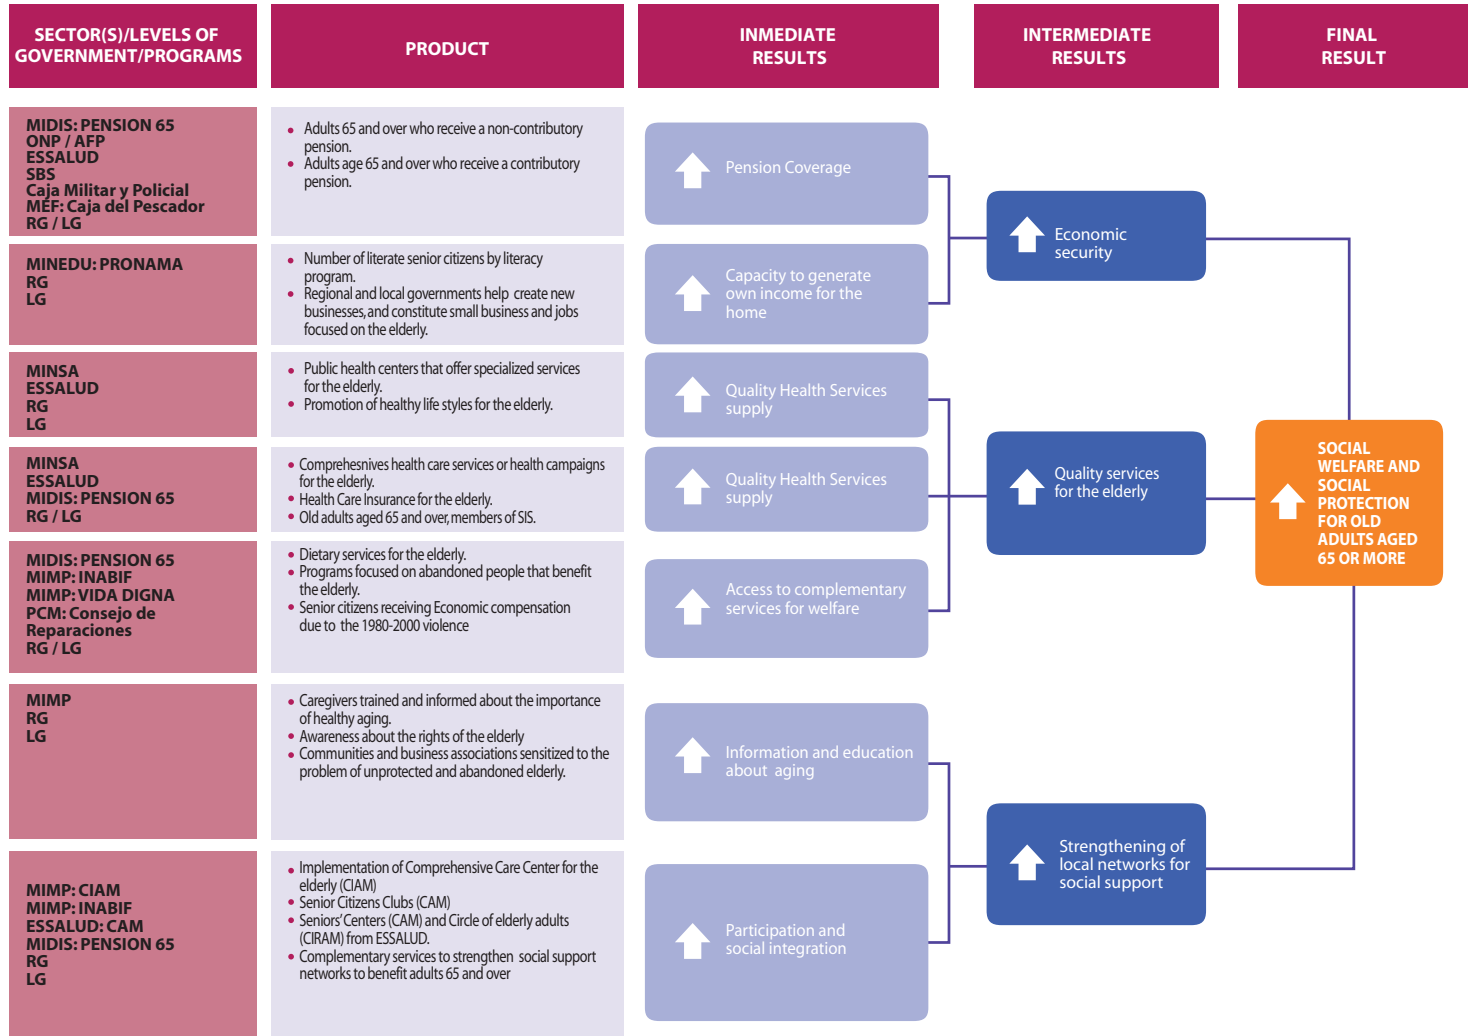 SECTOR(S)/LEVELS OF
GOVERNMENT/PROGRAMS
PRODUCT
INMEDIATE
RESULTS
INTERMEDIATE
RESULTS
FINAL
RESULT
MIDIS: PENSION 65
ONP / AFP
ESSALUD
SBS
Caja Militar y Policial
MEF: Caja del Pescador
RG / LG
• Adults 65 and over who receive a non-contributory
pension.
• Adults age 65 and over who receive a contributory
pension.
Pension Coverage
MINEDU: PRONAMA
RG
LG
• Number of literate senior citizens by literacy
program.
• Regional and local governments help create new
businesses, and constitute small business and jobs
focused on the elderly.
Capacity to generate
own income for the
home
Economic
security
MINSA
ESSALUD
RG
LG
• Public health centers that offer specialized services
for the elderly.
• Promotion of healthy life styles for the elderly.
Quality Health Services
supply
MINSA
ESSALUD
MIDIS: PENSION 65
RG / LG
• Comprehesnives health care services or health campaigns
for the elderly.
• Health Care Insurance for the elderly.
• Old adults aged 65 and over, members of SIS.
Quality Health Services
supply
Quality services
for the elderly
MIDIS: PENSION 65
MIMP: INABIF
MIMP: VIDA DIGNA
PCM: Consejo de
Reparaciones
RG / LG
• Dietary services for the elderly.
• Programs focused on abandoned people that benefit
the elderly.
• Senior citizens receiving Economic compensation
due to the 1980-2000 violence
Access to complementary
services for welfare
SOCIAL
WELFARE AND
SOCIAL
PROTECTION
FOR OLD
ADULTS AGED
65 OR MORE
MIMP
RG
LG
• Caregivers trained and informed about the importance
of healthy aging.
• Awareness about the rights of the elderly
• Communities and business associations sensitized to the
problem of unprotected and abandoned elderly.
Information and education
about aging
MIMP: CIAM
MIMP: INABIF
ESSALUD: CAM
MIDIS: PENSION 65
RG
LG
• Implementation of Comprehensive Care Center for the
elderly (CIAM)
• Senior Citizens Clubs (CAM)
• Seniors' Centers (CAM) and Circle of elderly adults
(CIRAM) from ESSALUD.
• Complementary services to strengthen social support
networks to benefit adults 65 and over
Participation and
social integration
Strengthening of
local networks for
social support